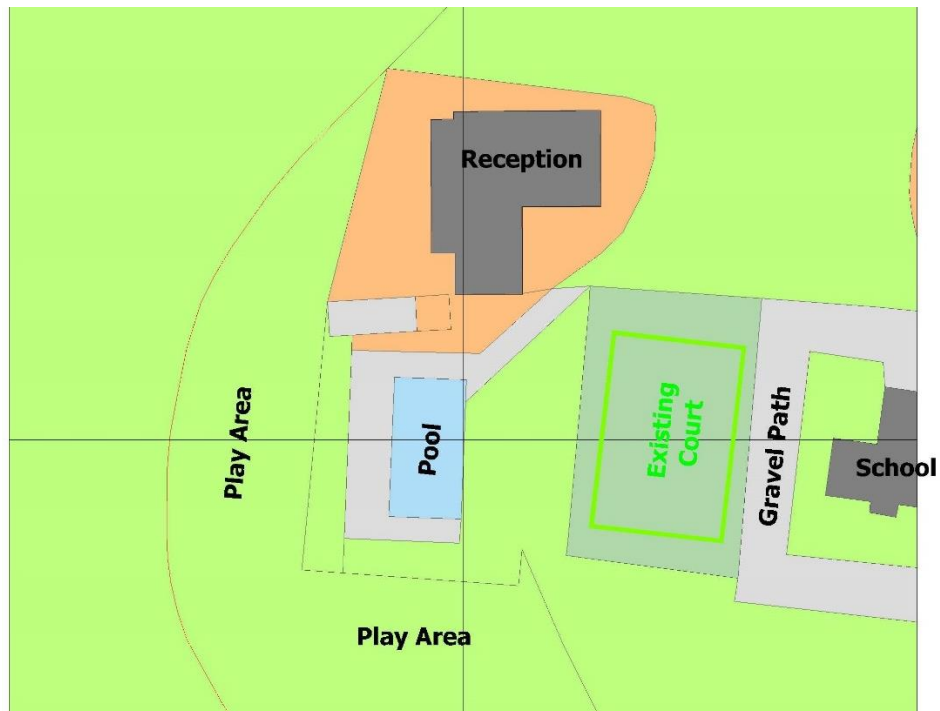 Reception
Play Area
Pool
Existing
Court
Gravel Path
School
Play Area